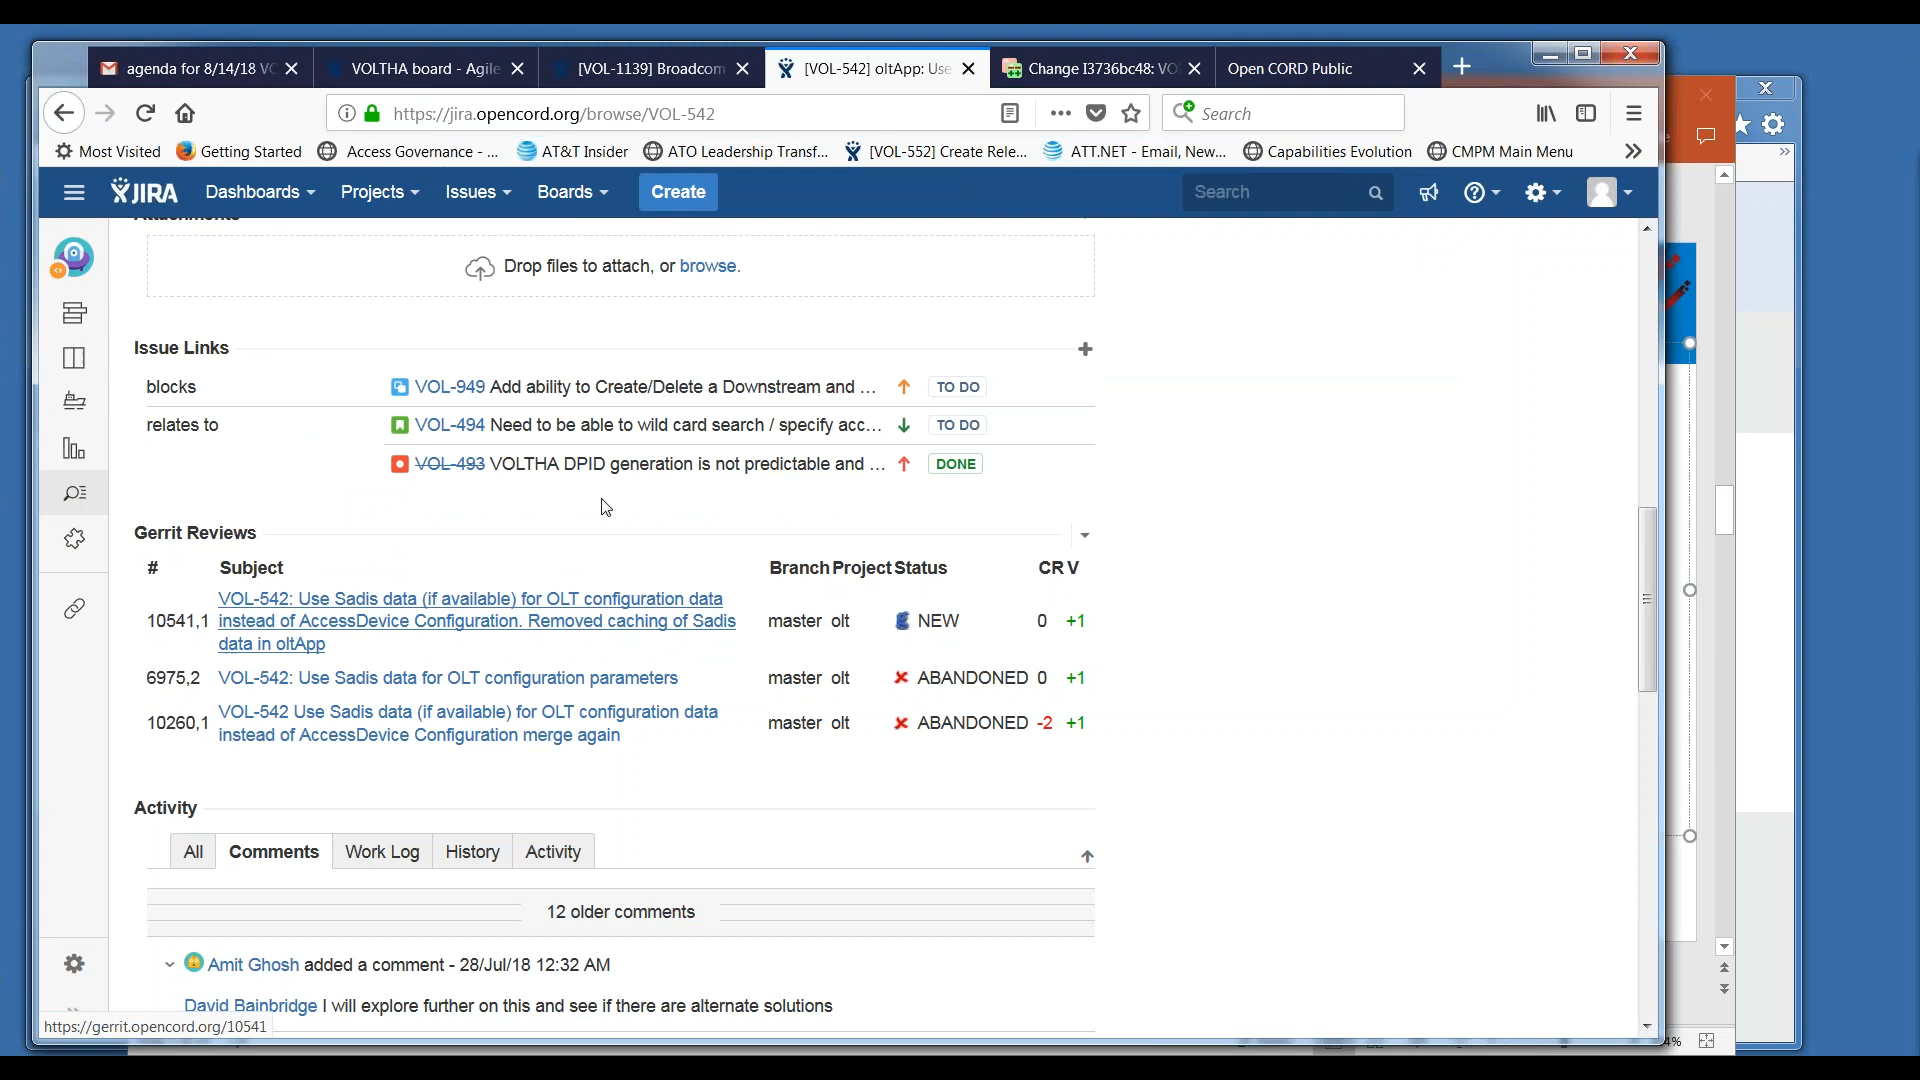 agenda for 8/14/18 VC
VOLTHA board - Agile
[VOL-1139] Broadcom
[VOL-542] oltApp: Use
Change I3736bc48: VO
Open CORD Public
https://jira.opencord.org/browse/VOL-542
Search
Most Visited
Getting Started
Access Governance - ...
AT&T Insider
ATO Leadership Transf...
[VOL-552] Create Rele...
ATT.NET - Email, New...
Capabilities Evolution
CMPM Main Menu
JIRA
Dashboards
Projects
Issues
Boards
Create
Search
Attachments
Drop files to attach, or browse.
Issue Links
blocks
VOL-949 Add ability to Create/Delete a Downstream and ...
TO DO
relates to
VOL-494 Need to be able to wild card search / specify acc...
TO DO
VOL-493 VOLTHA DPID generation is not predictable and ...
DONE
Gerrit Reviews
# Subject Branch Project Status CR V
10541,1 VOL-542: Use Sadis data (if available) for OLT configuration data
instead of AccessDevice Configuration. Removed caching of Sadis
data in oltApp
master olt NEW 0 +1
6975,2 VOL-542: Use Sadis data for OLT configuration parameters master olt ABANDONED 0 +1
10260,1 VOL-542 Use Sadis data (if available) for OLT configuration data
instead of AccessDevice Configuration merge again
master olt ABANDONED -2 +1
Activity
All Comments Work Log History Activity
12 older comments
Amit Ghosh added a comment - 28/Jul/18 12:32 AM
David Bainbridge I will explore further on this and see if there are alternate solutions
https://gerrit.opencord.org/10541
4%